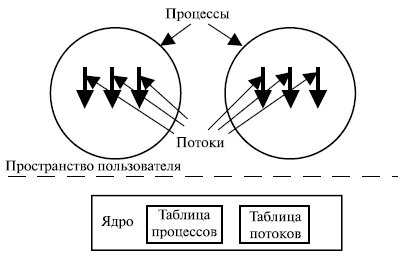 Процессы
Потоки
Пространство пользователя
Ядро
Таблица
процессов
Таблица
потоков